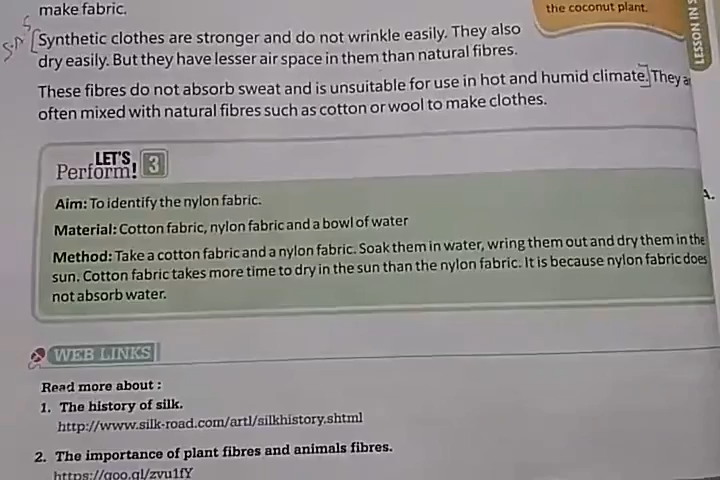 make fabric.
the coconut plant.
LESSON IN
Synthetic clothes are stronger and do not wrinkle easily. They also
dry easily. But they have lesser air space in them than natural fibres.
These fibres do not absorb sweat and is unsuitable for use in hot and humid climate. They
often mixed with natural fibres such as cotton or wool to make clothes.
LET'S
Perform! 3
Aim: To identify the nylon fabric.
Material: Cotton fabric, nylon fabric and a bowl of water
Method: Take a cotton fabric and a nylon fabric. Soak them in water, wring them out and dry them in the
sun. Cotton fabric takes more time to dry in the sun than the nylon fabric. It is because nylon fabric does
not absorb water.
A.
WEB LINKS
Read more about :
1. The history of silk.
http://www.silk-road.com/artl/silkhistory.shtml
2. The importance of plant fibres and animals fibres.
https://goo.gl/zvu1fY